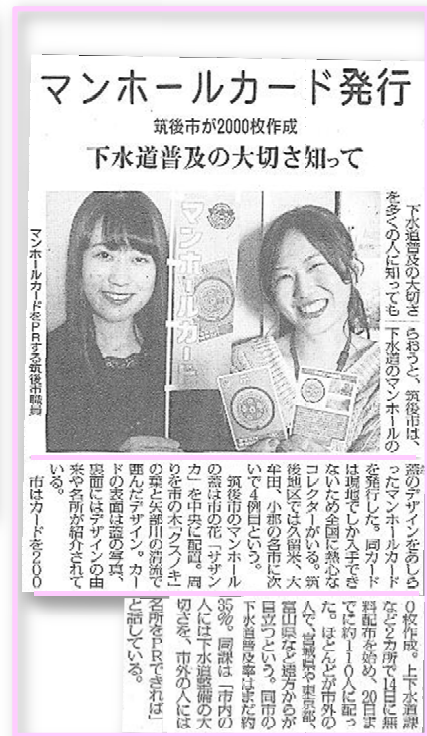 マンホールカード発行
筑後市が2000枚作成
下水道普及の大切さ知って
マンホールカード
マンホールカードをPRする筑後市職員
下水道普及の大切さ
を多くの人に知っても
らおうと、筑後市は、
下水道のマンホールの
蓋のデザインをあしら
ったマンホールカード
を発行した。同カード
は現地でしか入手でき
ないため全国に熱心な
コレクターがいる。筑
後地区では久留米、大
牟田、小郡の各市に次
いで4例目という。
筑後市のマンホール
の蓋は市の花「サザン
カ」を中央に配置。周
りを市の木「クスノキ」
の葉と矢部川の清流で
囲んだデザイン。カー
ドの表面は蓋の写真、
裏面にはデザインの由
来や名所が紹介されて
いる。
市はカードを200
0枚作成。上下水道課
など2カ所で14日に無
料配布を始め、20日ま
でに約110人に配っ
た。ほとんどが市外の
人で、宮城県や東京都、
富山県など遠方からが
目立つという。同市の
下水道普及率はまだ約
35%。同課は「市内の
人には下水道整備の大
切さを、市外の人には
名所をPRできれば」
と話している。